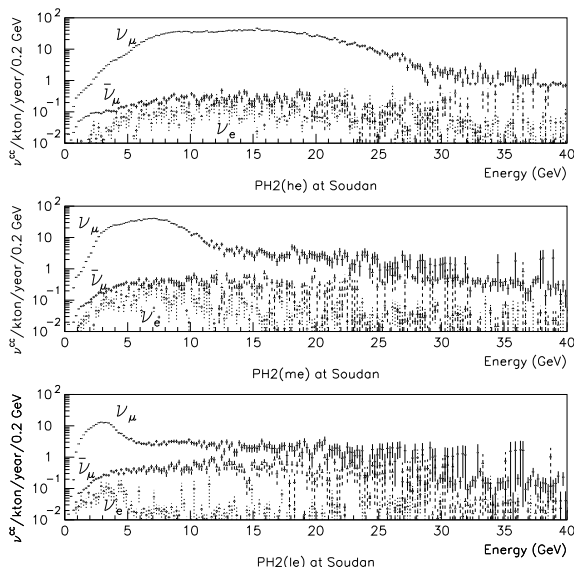 ν^cc/kton/year/0.2 GeV
10²
10
1
10⁻¹
10⁻²
ν_μ
ν̄_μ
ν_e
0 5 10 15 20 25 30 35 40
Energy (GeV)
PH2(he) at Soudan
ν^cc/kton/year/0.2 GeV
10²
10
1
10⁻¹
10⁻²
ν_μ
ν̄_μ
ν_e
0 5 10 15 20 25 30 35 40
Energy (GeV)
PH2(me) at Soudan
ν^cc/kton/year/0.2 GeV
10²
10
1
10⁻¹
10⁻²
ν_μ
ν̄_μ
ν_e
0 5 10 15 20 25 30 35 40
Energy (GeV)
PH2(le) at Soudan